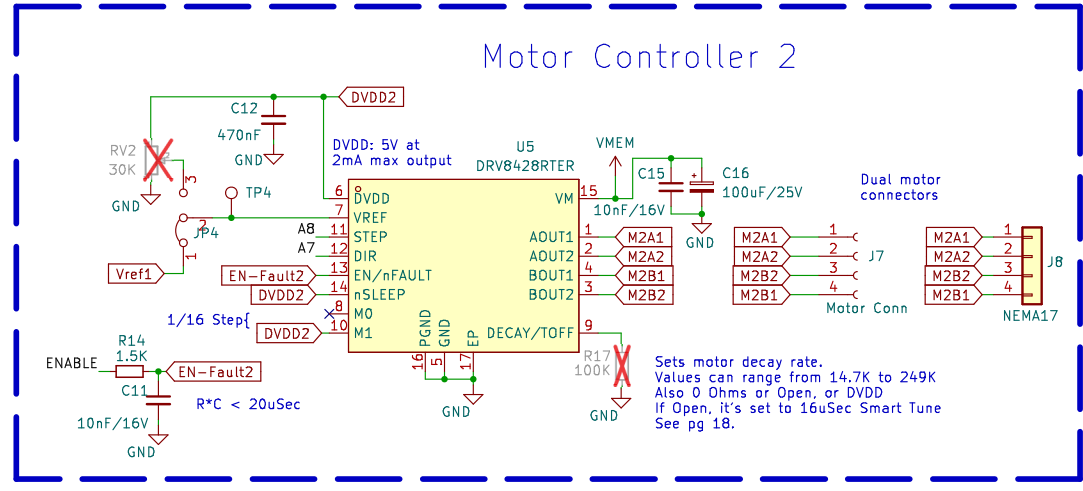 Motor Controller 2
DVDD2
C12
470nF
GND
RV2
30K
GND
3
2
1
JP4
TP4
Vref1
DVDD: 5V at
2mA max output
U5
DRV8428RTER
6 DVDD
7 VREF
A8 11 STEP
A7 12 DIR
EN-Fault2 13 EN/nFAULT
DVDD2 14 nSLEEP
8 M0
1/16 Step{
DVDD2 10 M1
VM 15
AOUT1 1 M2A1
AOUT2 2 M2A2
BOUT1 4 M2B1
BOUT2 3 M2B2
DECAY/TOFF 9
PGND 16
GND 5
EP 17
GND
VMEM
C15
10nF/16V
+
C16
100uF/25V
GND
Dual motor
connectors
M2A1 1
M2A2 2
M2B2 3
M2B1 4
J7
Motor Conn
M2A1 1
M2A2 2
M2B2 3
M2B1 4
J8
NEMA17
R14
1.5K
ENABLE
EN-Fault2
C11
10nF/16V
GND
R*C < 20uSec
R17
100K
GND
Sets motor decay rate.
Values can range from 14.7K to 249K
Also 0 Ohms or Open, or DVDD
If Open, it's set to 16uSec Smart Tune
See pg 18.